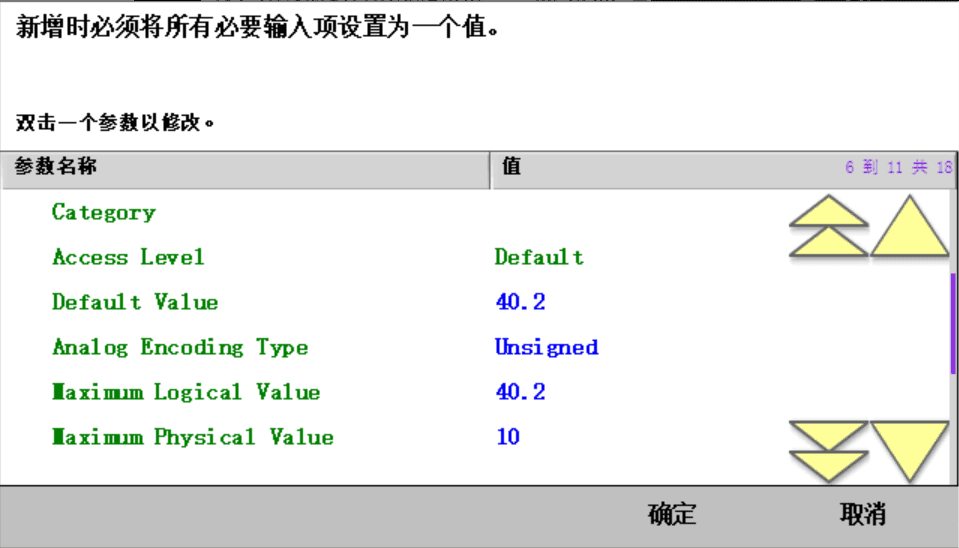 新增时必须将所有必要输入项设置为一个值。
双击一个参数以修改。
参数名称 值 6 到 11 共 18
Category
Access Level Default
Default Value 40.2
Analog Encoding Type Unsigned
Maximum Logical Value 40.2
Maximum Physical Value 10
确定 取消